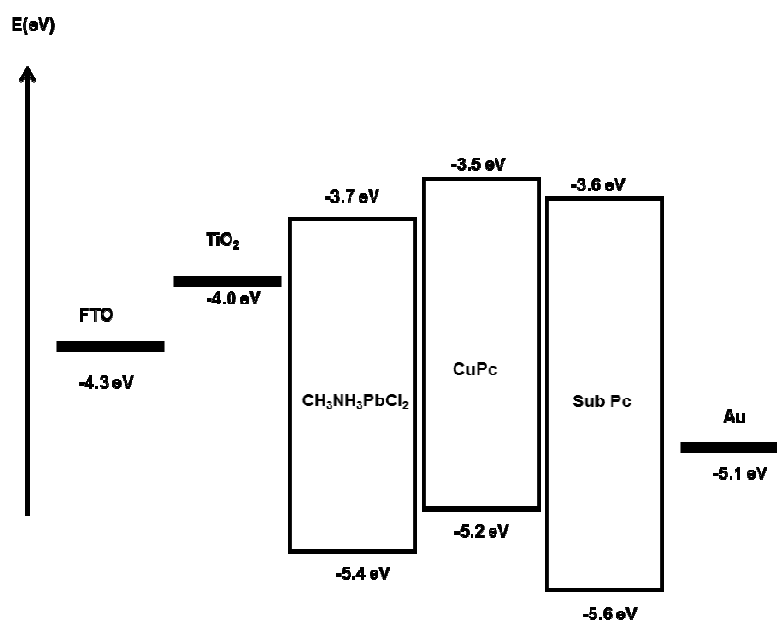 E(eV)
-3.5 eV
-3.7 eV
-3.6 eV
TiO₂
-4.0 eV
FTO
-4.3 eV
CuPc
CH₃NH₃PbCl₂
Sub Pc
Au
-5.1 eV
-5.2 eV
-5.4 eV
-5.6 eV